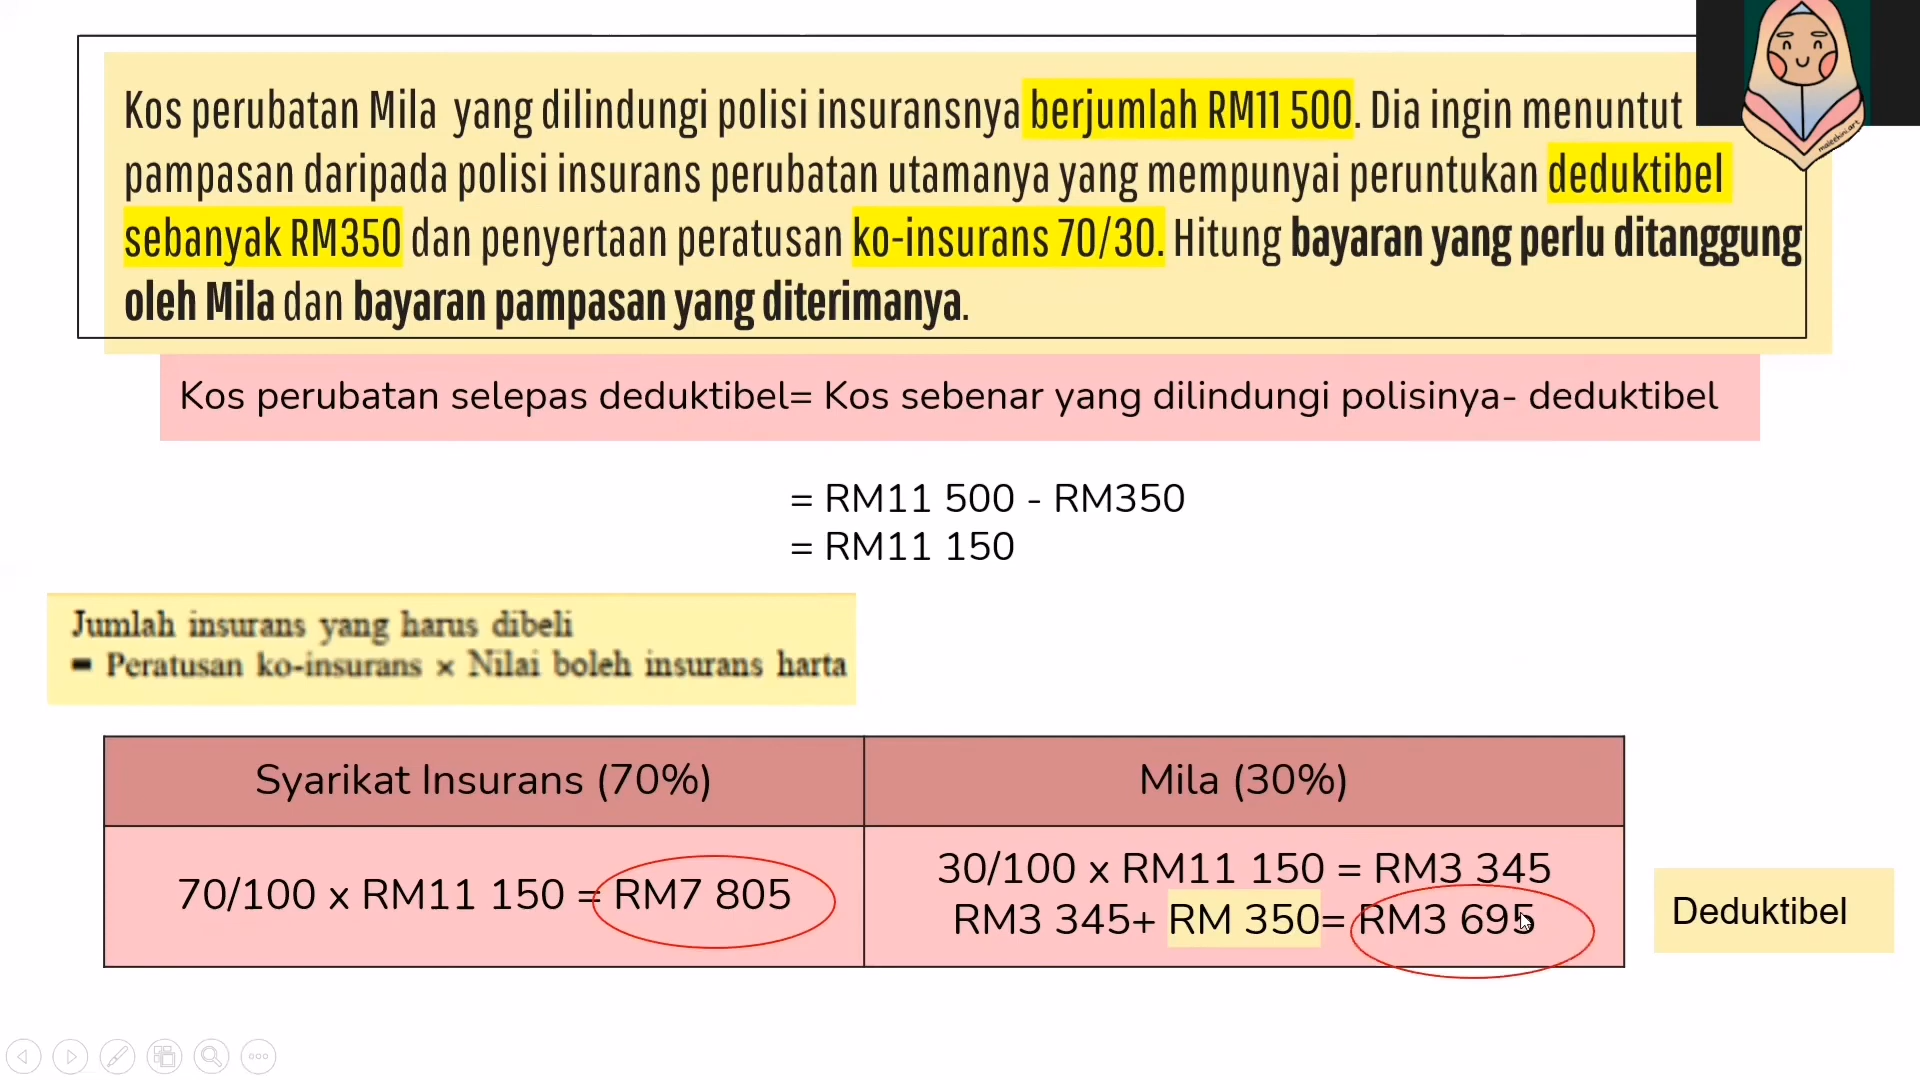 Kos perubatan Mila yang dilindungi polisi insuransnya berjumlah RM11 500. Dia ingin menuntut
pampasan daripada polisi insurans perubatan utamanya yang mempunyai peruntukan deduktibel
sebanyak RM350 dan penyertaan peratusan ko-insurans 70/30. Hitung bayaran yang perlu ditanggung
oleh Mila dan bayaran pampasan yang diterimanya.
Kos perubatan selepas deduktibel= Kos sebenar yang dilindungi polisinya- deduktibel
= RM11 500 - RM350
= RM11 150
Jumlah insurans yang harus dibeli
= Peratusan ko-insurans × Nilai boleh insurans harta
Syarikat Insurans (70%)
Mila (30%)
70/100 x RM11 150 = RM7 805
30/100 x RM11 150 = RM3 345
RM3 345+ RM 350= RM3 695
Deduktibel